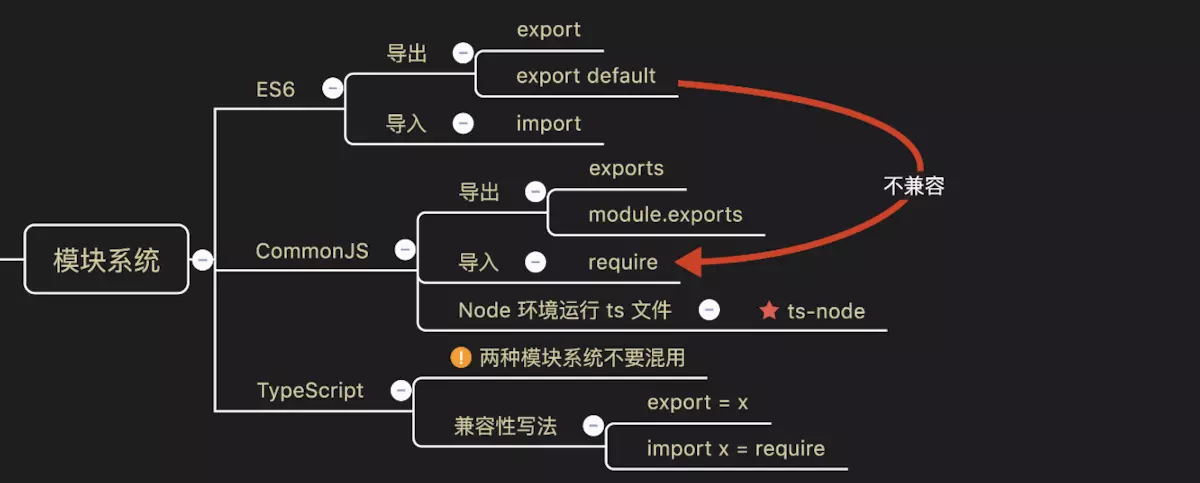 模块系统
ES6
导出
export
export default
导入
import
不兼容
CommonJS
导出
exports
module.exports
导入
require
Node 环境运行 ts 文件
ts-node
TypeScript
两种模块系统不要混用
兼容性写法
export = x
import x = require